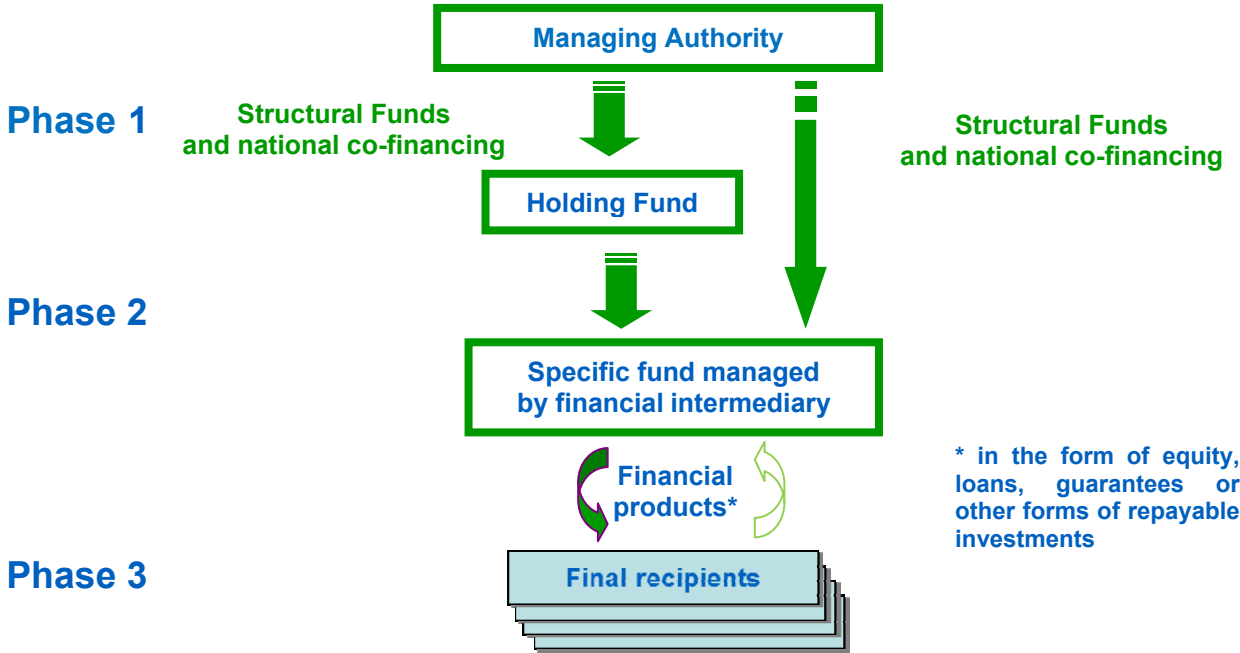 Managing Authority
Phase 1
Structural Funds
and national co-financing
Structural Funds
and national co-financing
Holding Fund
Phase 2
Specific fund managed
by financial intermediary
Financial
products*
* in the form of equity,
loans, guarantees or
other forms of repayable
investments
Phase 3
Final recipients